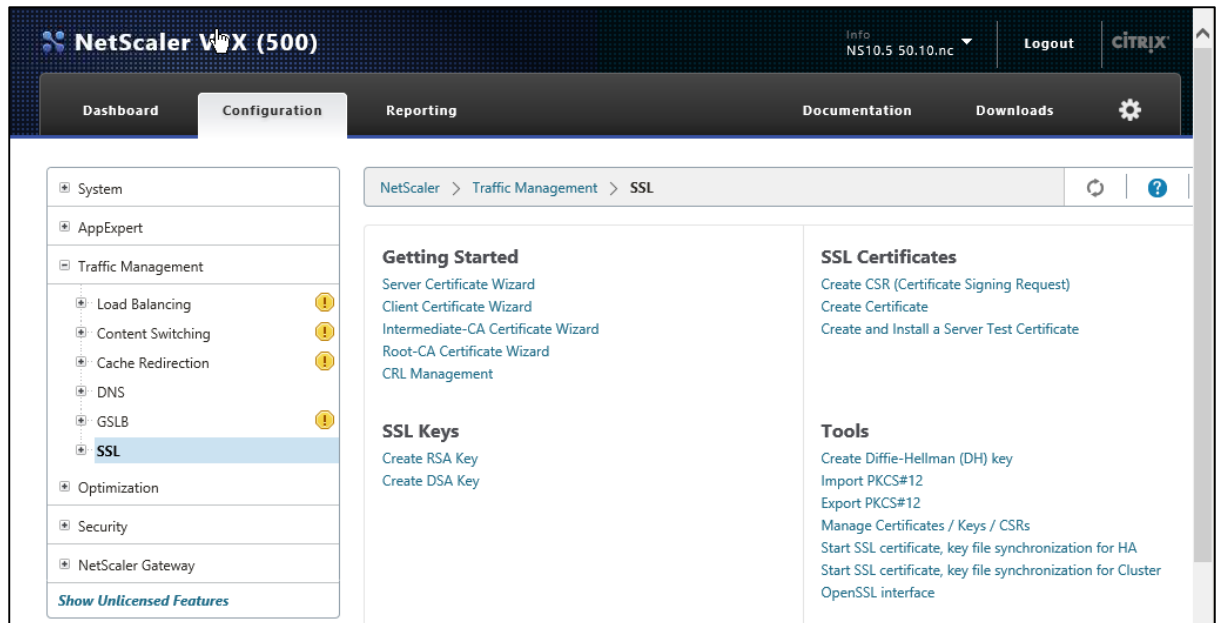 NetScaler VPX (500)
Info
NS10.5 50.10.nc
Logout
CİTRIX
Dashboard
Configuration
Reporting
Documentation
Downloads
System
AppExpert
Traffic Management
Load Balancing
Content Switching
Cache Redirection
DNS
GSLB
SSL
Optimization
Security
NetScaler Gateway
Show Unlicensed Features
NetScaler > Traffic Management > SSL
Getting Started
Server Certificate Wizard
Client Certificate Wizard
Intermediate-CA Certificate Wizard
Root-CA Certificate Wizard
CRL Management
SSL Keys
Create RSA Key
Create DSA Key
SSL Certificates
Create CSR (Certificate Signing Request)
Create Certificate
Create and Install a Server Test Certificate
Tools
Create Diffie-Hellman (DH) key
Import PKCS#12
Export PKCS#12
Manage Certificates / Keys / CSRs
Start SSL certificate, key file synchronization for HA
Start SSL certificate, key file synchronization for Cluster
OpenSSL interface